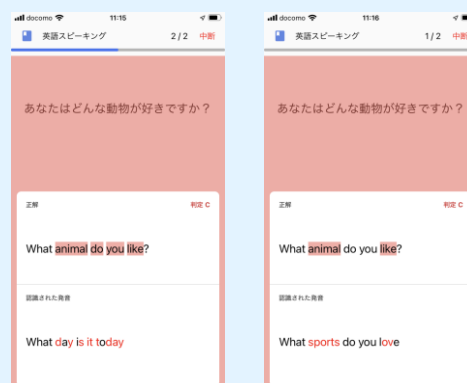 docomo 11:15
英語スピーキング 2/2 中断
あなたはどんな動物が好きですか？
正解 判定 C
What animal do you like?
認識された発音
What day is it today
docomo 11:16
英語スピーキング 1/2 中断
あなたはどんな動物が好きですか？
正解 判定 C
What animal do you like?
認識された発音
What sports do you love